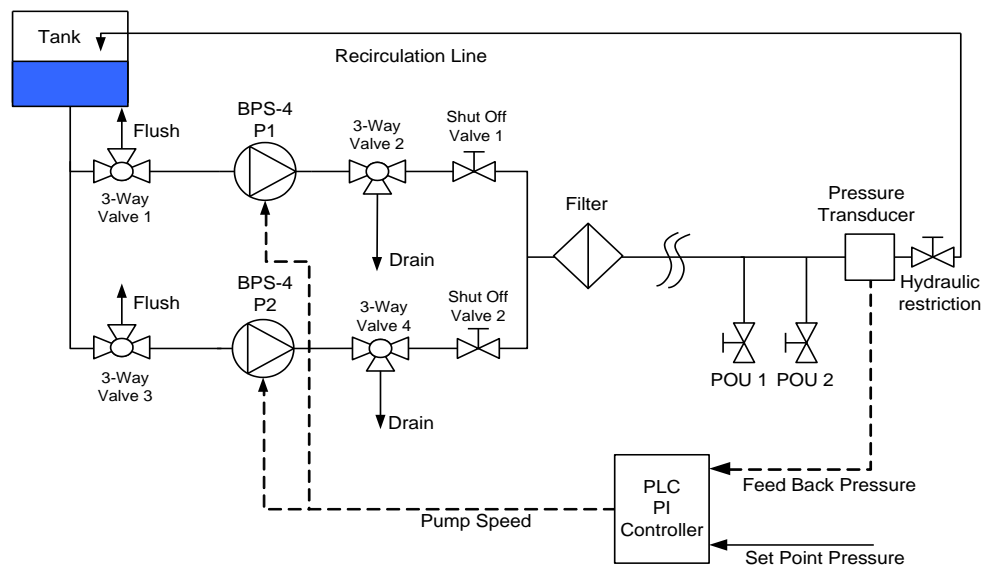 Tank
Recirculation Line
BPS-4
P1
Flush
3-Way
Valve 2
Shut Off
Valve 1
3-Way
Valve 1
Drain
Filter
Pressure
Transducer
Hydraulic
restriction
BPS-4
P2
Flush
3-Way
Valve 4
Shut Off
Valve 2
3-Way
Valve 3
Drain
POU 1
POU 2
PLC
PI
Controller
Feed Back Pressure
Pump Speed
Set Point Pressure